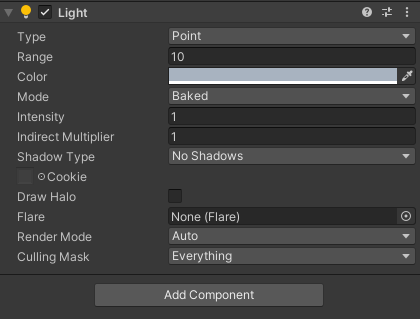 Light
Type Point
Range 10
Color
Mode Baked
Intensity 1
Indirect Multiplier 1
Shadow Type No Shadows
Cookie
Draw Halo
Flare None (Flare)
Render Mode Auto
Culling Mask Everything
Add Component